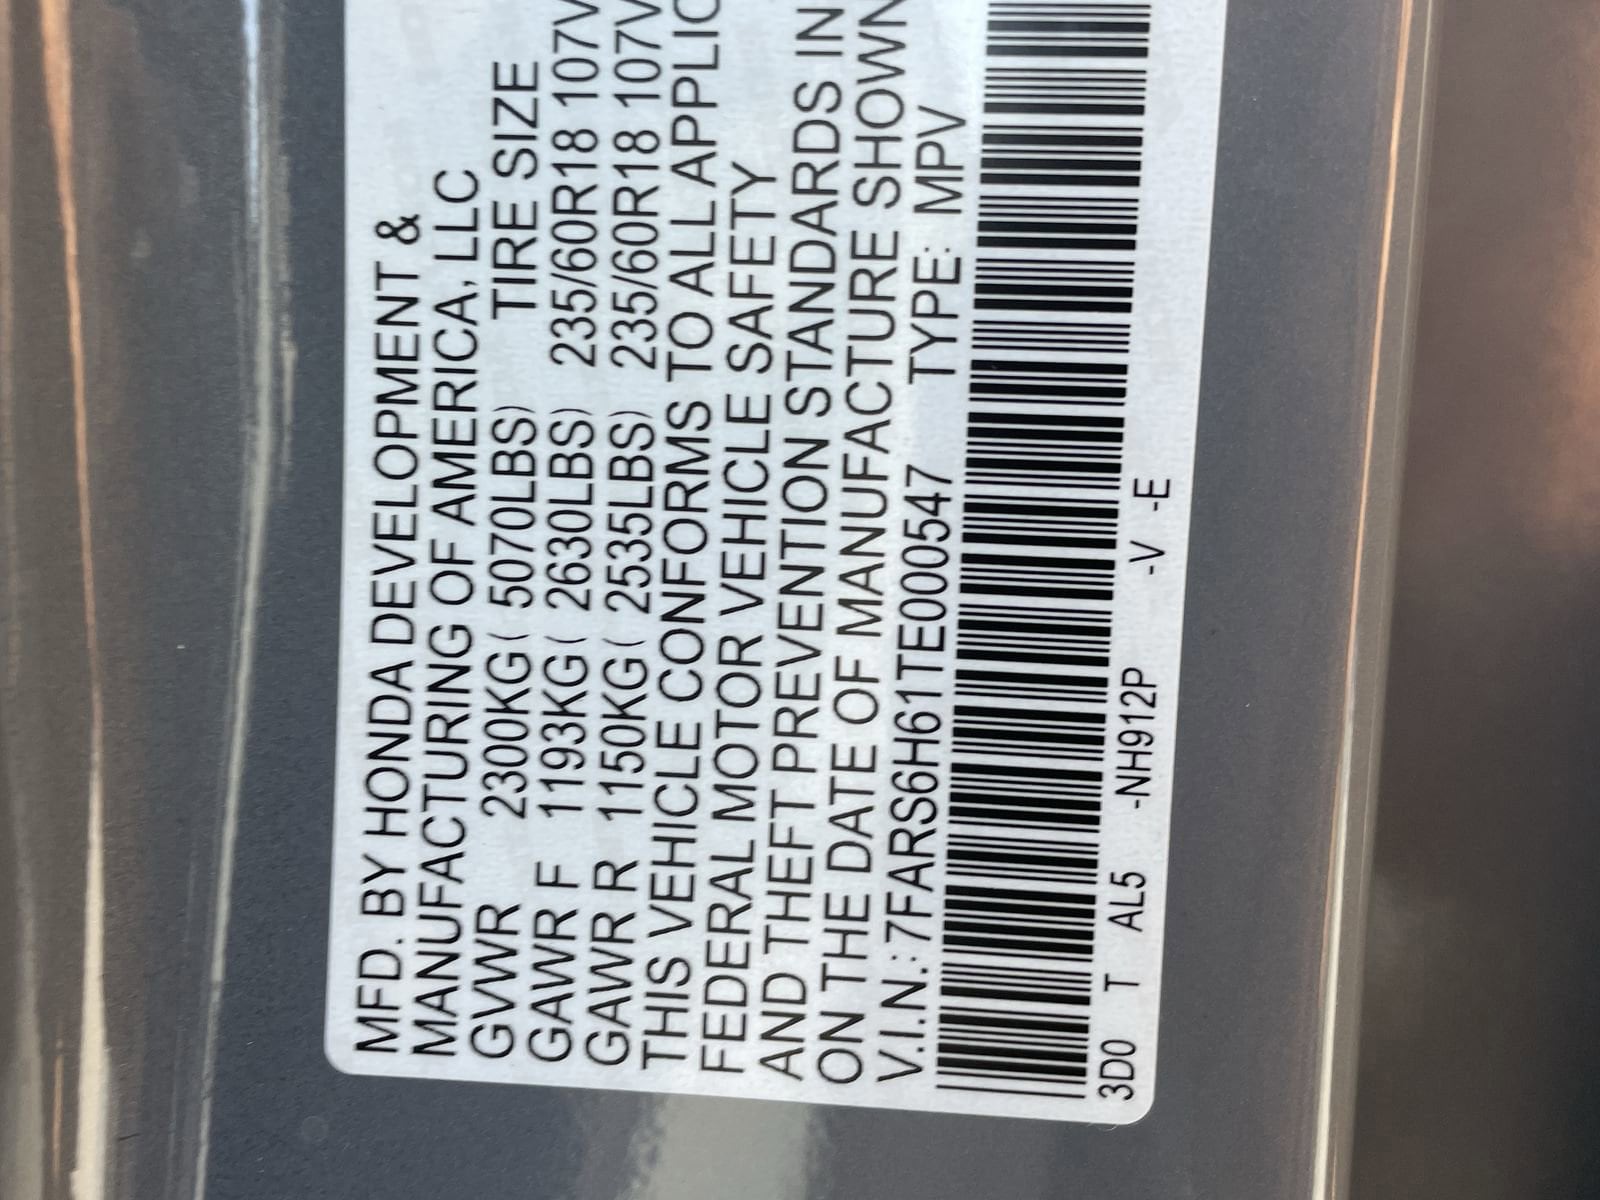 MFD. BY HONDA DEVELOPMENT &
MANUFACTURING OF AMERICA, LLC
GVWR 2300KG( 5070LBS) TIRE SIZE
GAWR F 1193KG( 2630LBS) 235/60R18 107V
GAWR R 1150KG( 2535LBS) 235/60R18 107V
THIS VEHICLE CONFORMS TO ALL APPLIC
FEDERAL MOTOR VEHICLE SAFETY
AND THEFT PREVENTION STANDARDS IN
ON THE DATE OF MANUFACTURE SHOWN
V.I.N.: 7FARS6H61TE000547 TYPE: MPV
3D0 T AL5 -NH912P -V -E